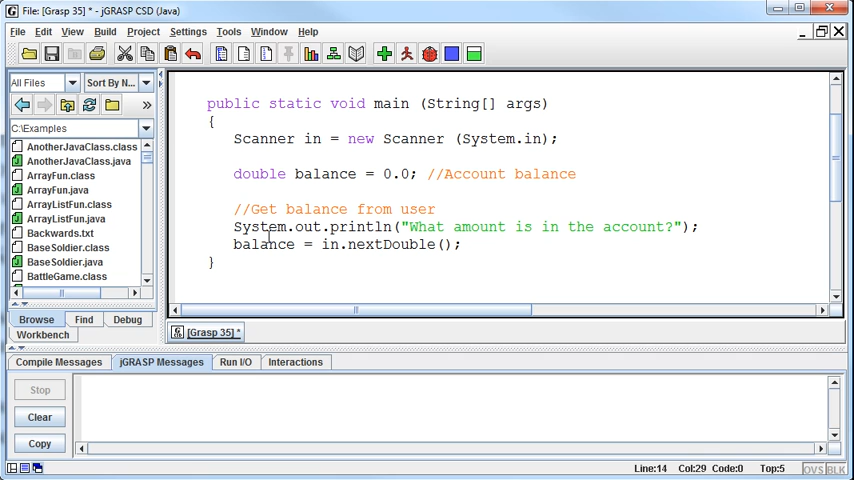 File: [Grasp 35] * - jGRASP CSD (Java)
File Edit View Build Project Settings Tools Window Help
All Files Sort By N...
C:\Examples
AnotherJavaClass.class
AnotherJavaClass.java
ArrayFun.class
ArrayFun.java
ArrayListFun.class
ArrayListFun.java
Backwards.txt
BaseSoldier.class
BaseSoldier.java
BattleGame.class
Browse Find Debug
Workbench
public static void main (String[] args)
{
Scanner in = new Scanner (System.in);
double balance = 0.0; //Account balance
//Get balance from user
System.out.println("What amount is in the account?");
balance = in.nextDouble();
}
[Grasp 35] *
Compile Messages jGRASP Messages Run I/O Interactions
Stop
Clear
Copy
Line:14 Col:29 Code:0 Top:5 OVS BLK